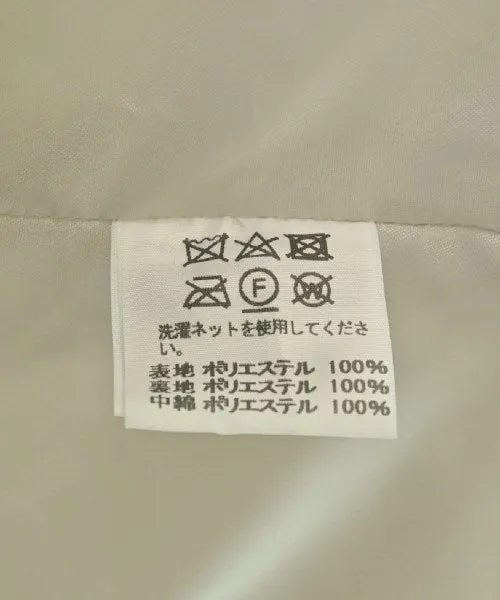 F W
洗濯ネットを使用してくださ
い。
表地 ポリエステル 100%
裏地 ポリエステル 100%
中綿 ポリエステル 100%